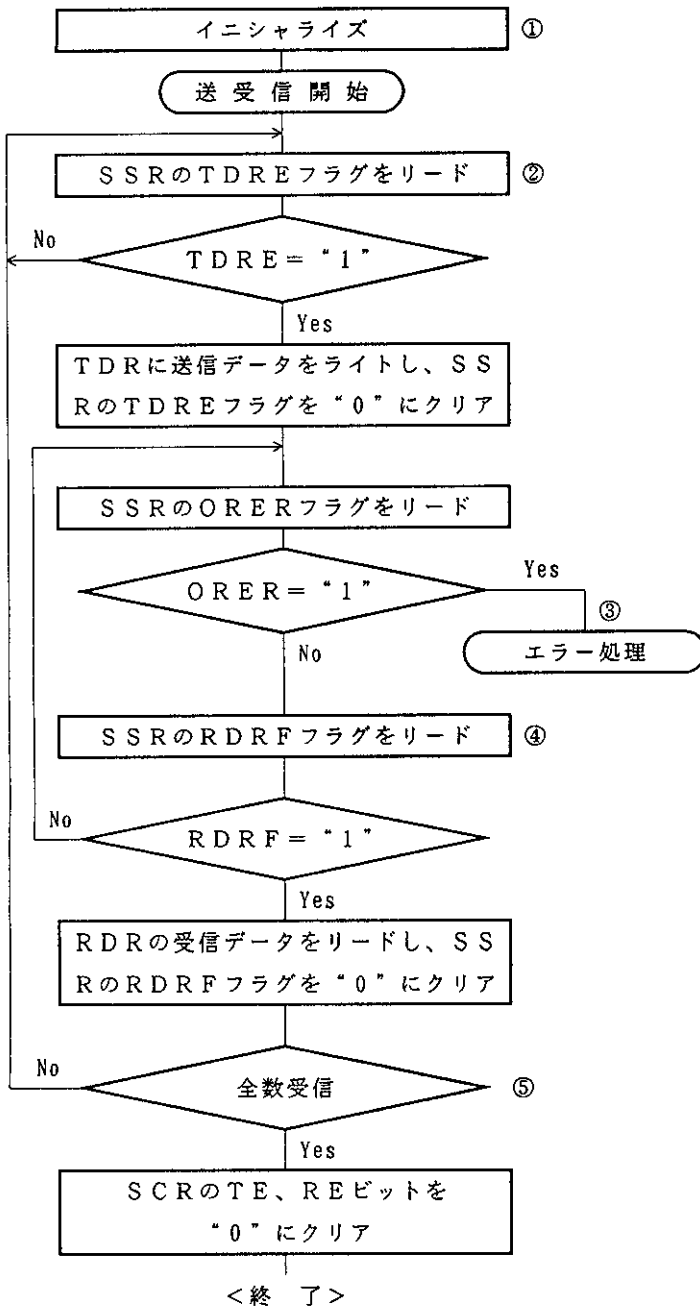 イニシャライズ ①
送受信開始
SSRのTDREフラグをリード ②
No
TDRE=“1”
Yes
TDRに送信データをライトし、SS
RのTDREフラグを“0”にクリア
SSRのORERフラグをリード
ORER=“1”
Yes
③
エラー処理
No
SSRのRDRFフラグをリード ④
No
RDRF=“1”
Yes
RDRの受信データをリードし、SS
RのRDRFフラグを“0”にクリア
No
全数受信 ⑤
Yes
SCRのTE、REビットを
“0”にクリア
<終 了>